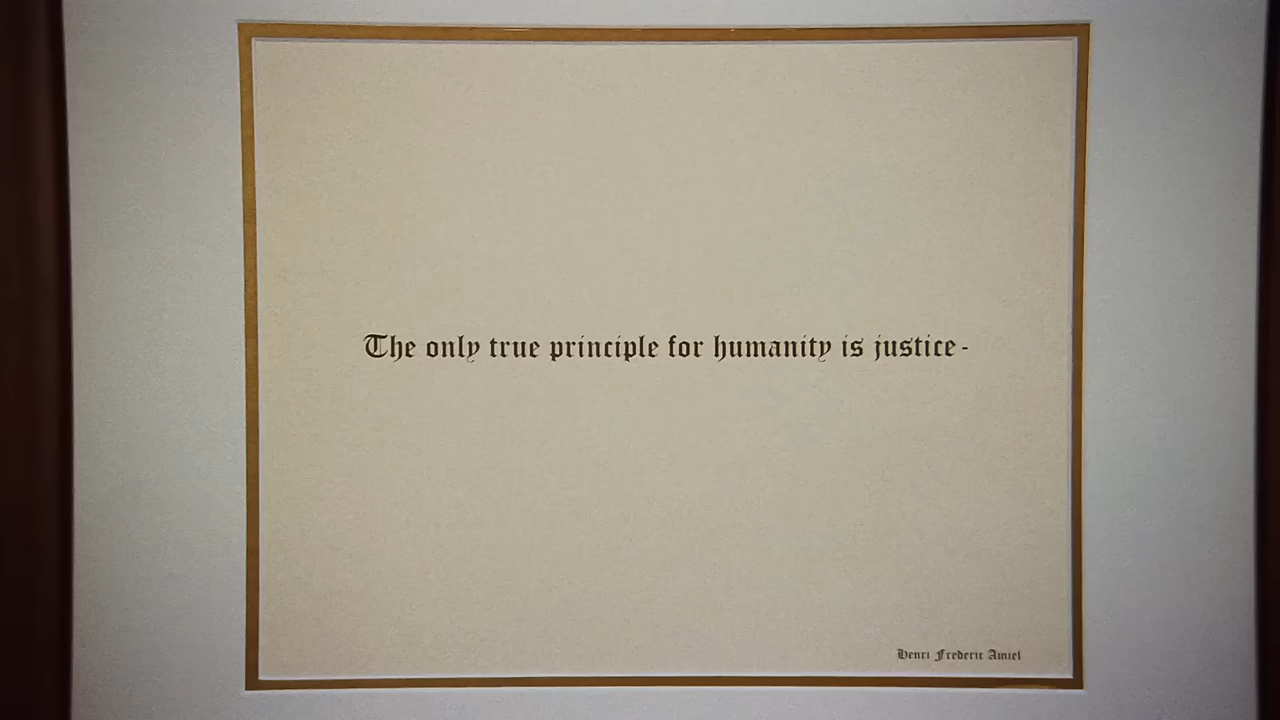 The only true principle for humanity is justice -
Henri Frederic Amiel